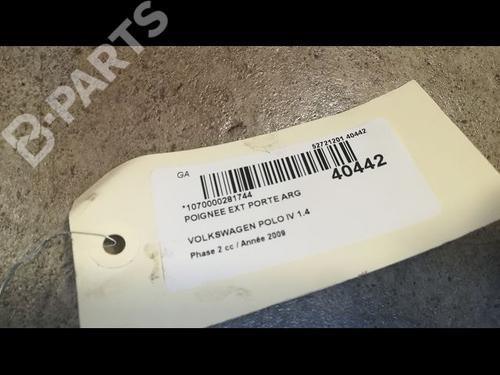 B-PARTS
GA
52721201 40442
40442
*1070000281744
POIGNEE EXT PORTE ARG
VOLKSWAGEN POLO IV 1.4
Phase 2 cc / Année 2009